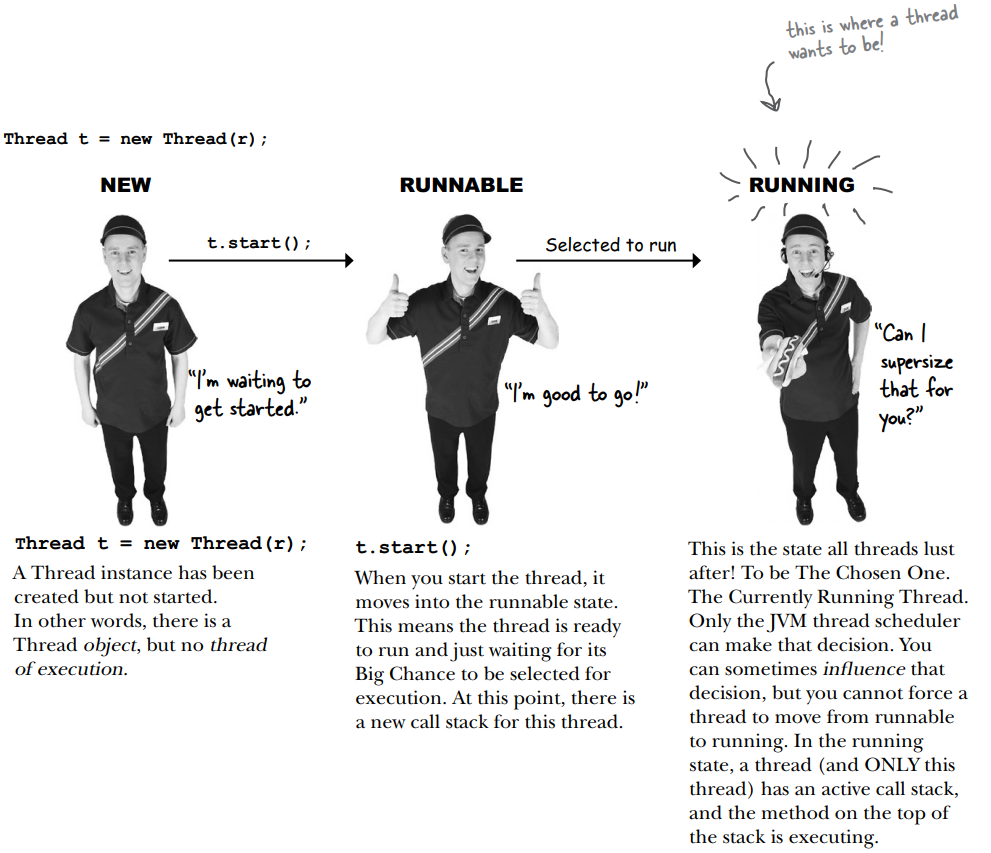 this is where a thread
wants to be!
Thread t = new Thread(r);
NEW
t.start();
RUNNABLE
Selected to run
RUNNING
"I'm waiting to
get started."
"I'm good to go!"
"Can I
supersize
that for
you?"
Thread t = new Thread(r);
A Thread instance has been
created but not started.
In other words, there is a
Thread object, but no thread
of execution.
t.start();
When you start the thread, it
moves into the runnable state.
This means the thread is ready
to run and just waiting for its
Big Chance to be selected for
execution. At this point, there is
a new call stack for this thread.
This is the state all threads lust
after! To be The Chosen One.
The Currently Running Thread.
Only the JVM thread scheduler
can make that decision. You
can sometimes influence that
decision, but you cannot force a
thread to move from runnable
to running. In the running
state, a thread (and ONLY this
thread) has an active call stack,
and the method on the top of
the stack is executing.